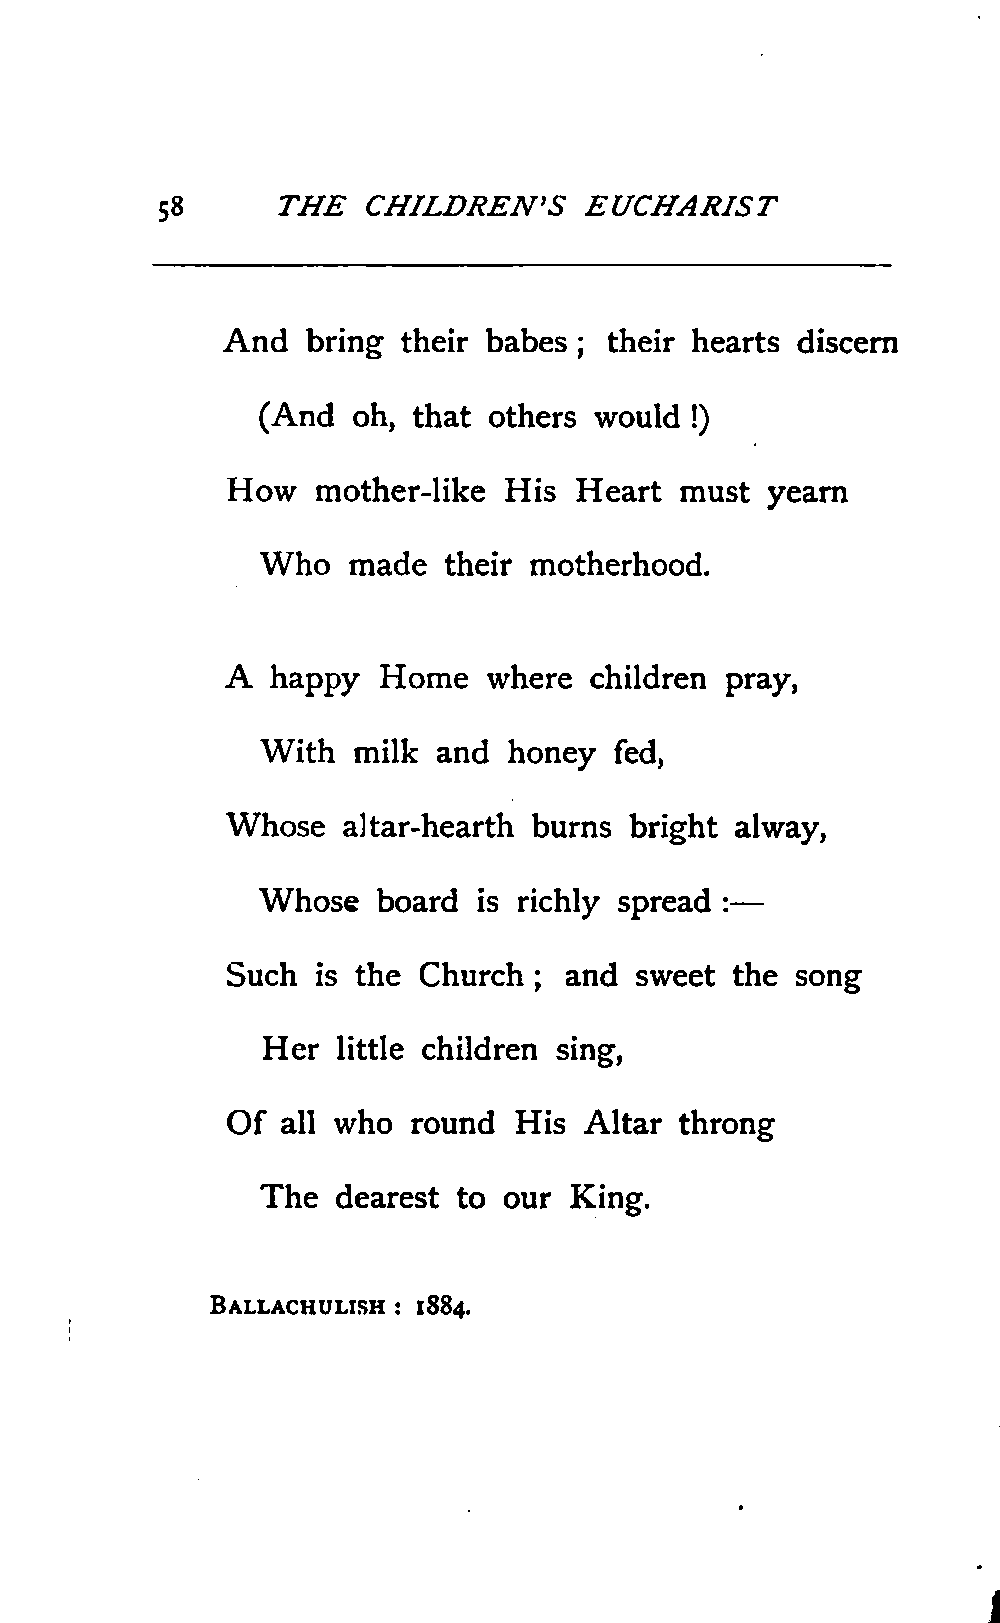 58 THE CHILDREN'S EUCHARIST
And bring their babes ; their hearts discern
(And oh, that others would !)
How mother-like His Heart must yearn
Who made their motherhood.
A happy Home where children pray,
With milk and honey fed,
Whose altar-hearth burns bright alway,
Whose board is richly spread :—
Such is the Church ; and sweet the song
Her little children sing,
Of all who round His Altar throng
The dearest to our King.
BALLACHULISH : 1884.